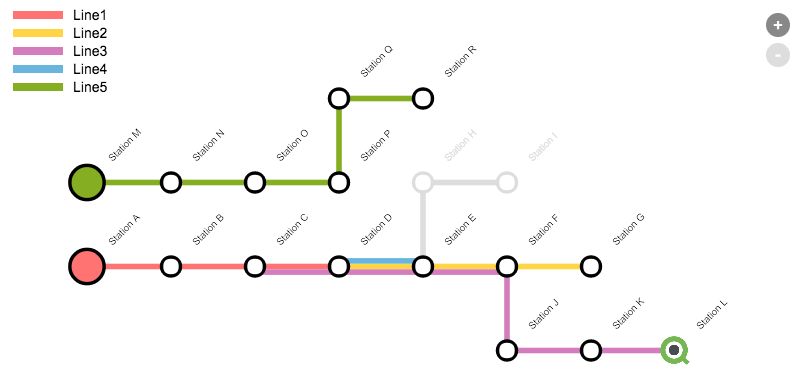 Line1
Line2
Line3
Line4
Line5
+
-
Station Q
Station R
Station M
Station N
Station O
Station P
Station H
Station I
Station A
Station B
Station C
Station D
Station E
Station F
Station G
Station J
Station K
Station L